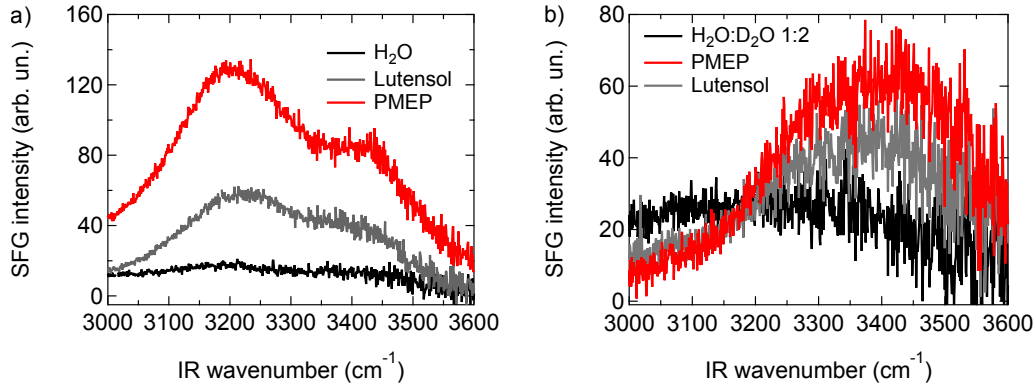 a)
SFG intensity (arb. un.)
160
120
80
40
0
H₂O
Lutensol
PMEP
3000 3100 3200 3300 3400 3500 3600
IR wavenumber (cm⁻¹)
b)
SFG intensity (arb. un.)
80
60
40
20
0
H₂O:D₂O 1:2
PMEP
Lutensol
3000 3100 3200 3300 3400 3500 3600
IR wavenumber (cm⁻¹)